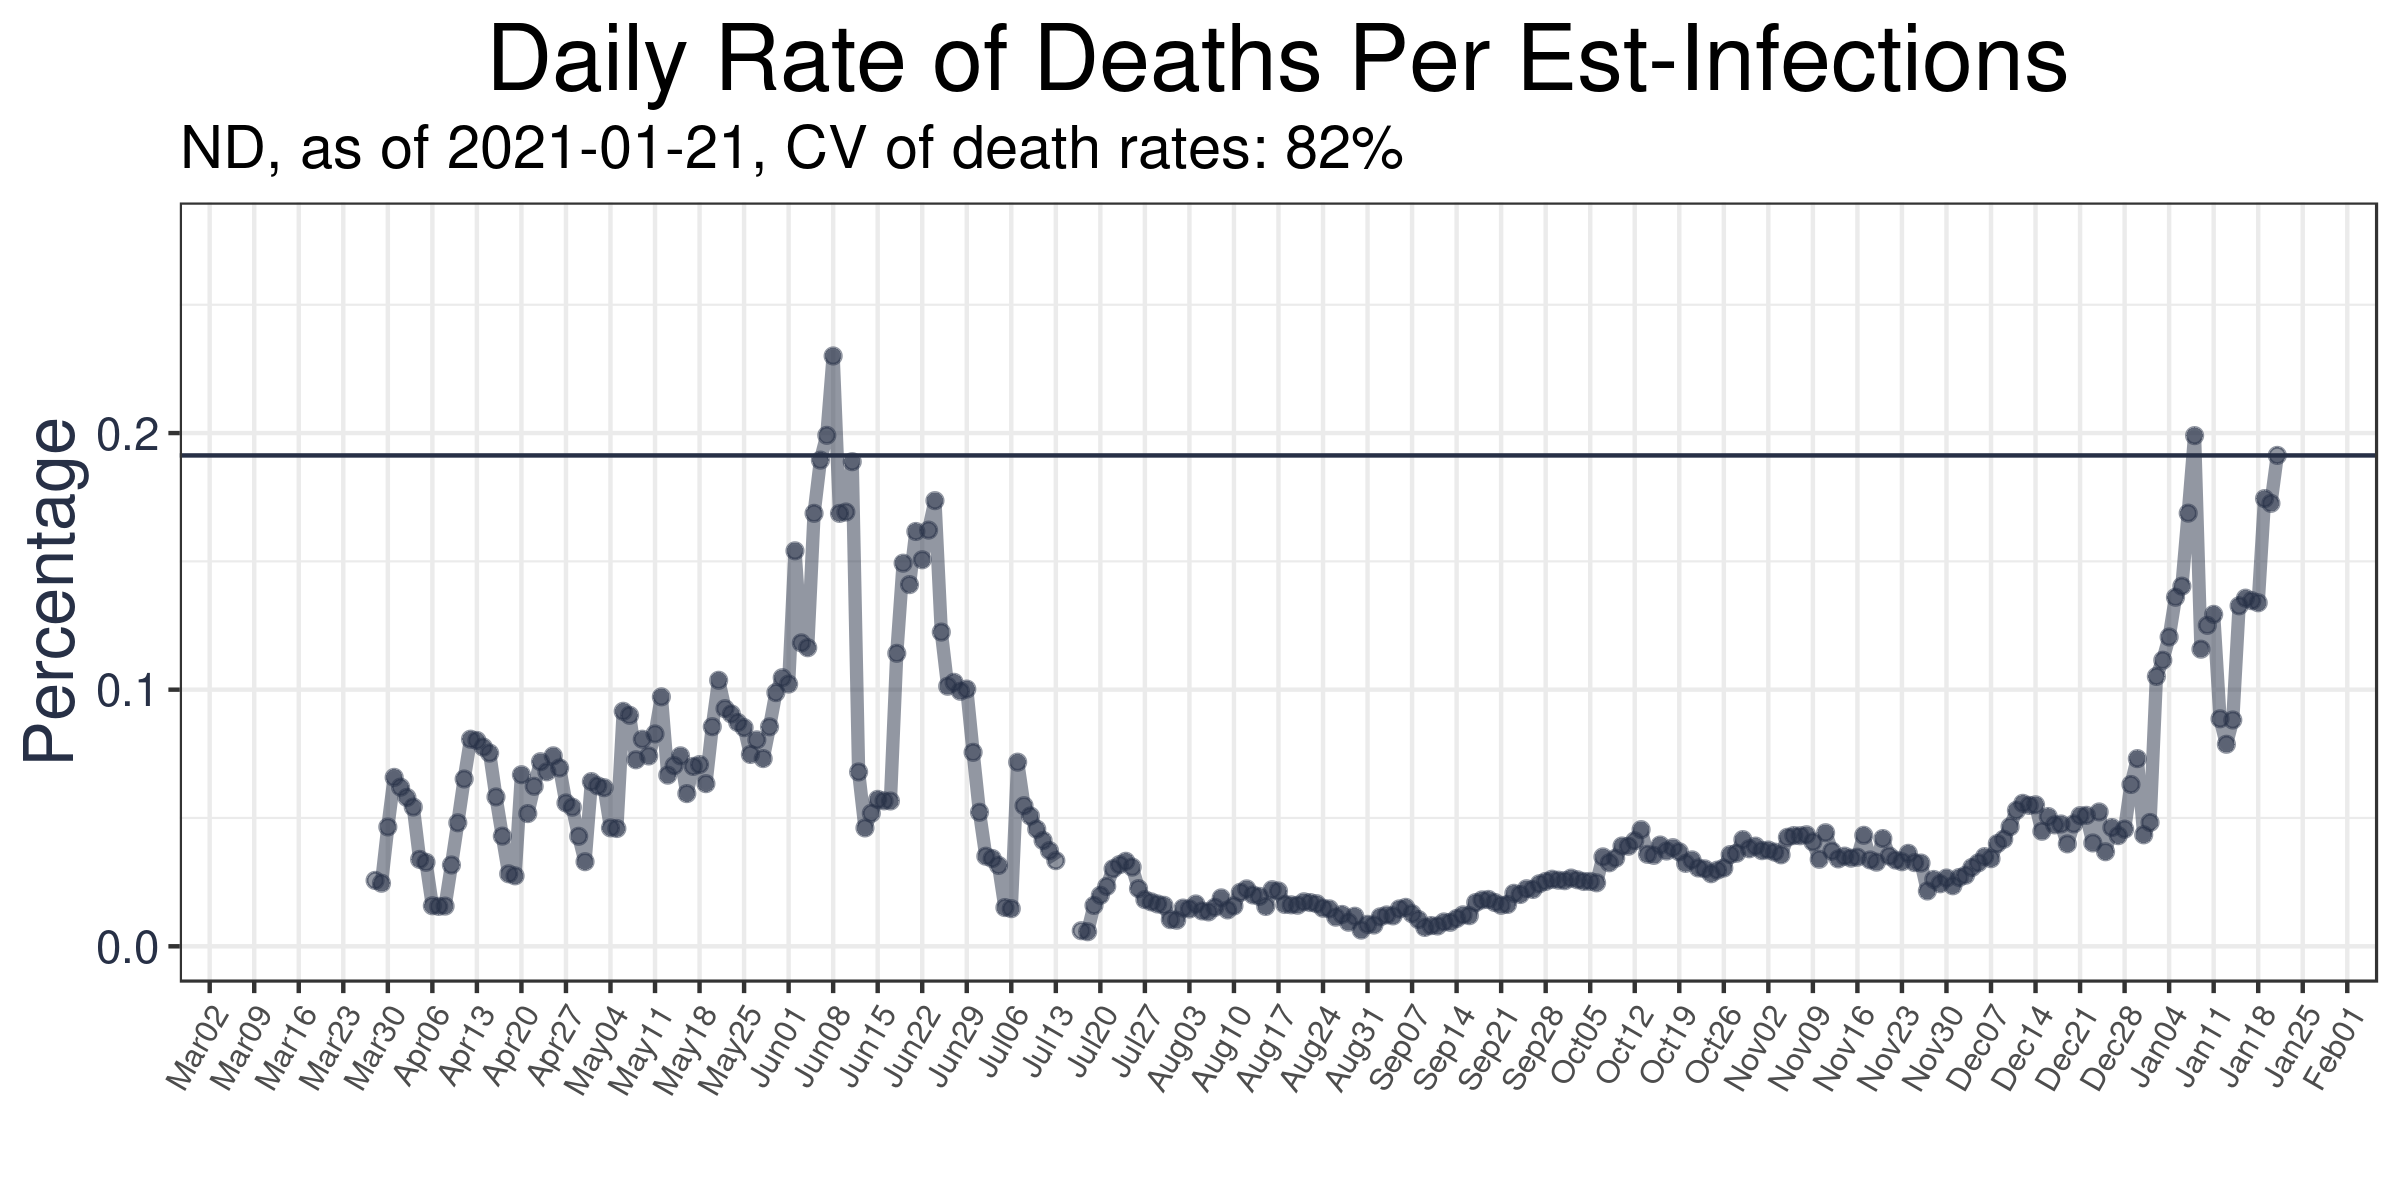 Daily Rate of Deaths Per Est-Infections
ND, as of 2021-01-21, CV of death rates: 82%
Percentage
0.2
0.1
0.0
Mar02
Mar09
Mar16
Mar23
Mar30
Apr06
Apr13
Apr20
Apr27
May04
May11
May18
May25
Jun01
Jun08
Jun15
Jun22
Jun29
Jul06
Jul13
Jul20
Jul27
Aug03
Aug10
Aug17
Aug24
Aug31
Sep07
Sep14
Sep21
Sep28
Oct05
Oct12
Oct19
Oct26
Nov02
Nov09
Nov16
Nov23
Nov30
Dec07
Dec14
Dec21
Dec28
Jan04
Jan11
Jan18
Jan25
Feb01